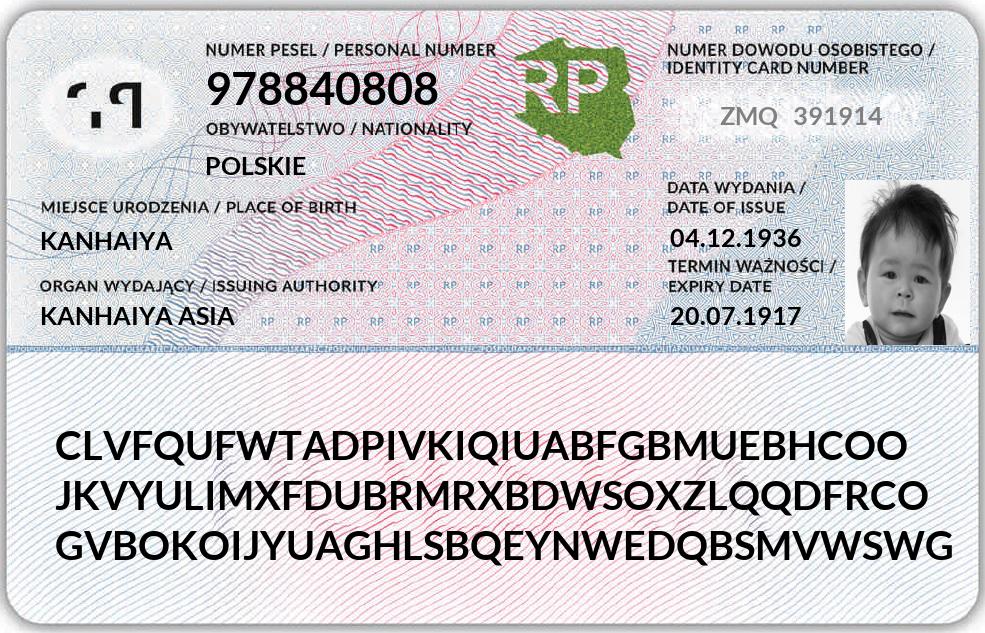 NUMER PESEL / PERSONAL NUMBER
978840808
OBYWATELSTWO / NATIONALITY
POLSKIE
MIEJSCE URODZENIA / PLACE OF BIRTH
KANHAIYA
ORGAN WYDAJĄCY / ISSUING AUTHORITY
KANHAIYA ASIA
RP
NUMER DOWODU OSOBISTEGO /
IDENTITY CARD NUMBER
ZMQ 391914
DATA WYDANIA /
DATE OF ISSUE
04.12.1936
TERMIN WAŻNOŚCI /
EXPIRY DATE
20.07.1917
CLVFQUFWTADPIVKIQIUABFGBMUEBHCOO
JKVYULIMXFDUBRMRXBDWSOXZLQQDFRCO
GVBOKOIJYUAGHLSBQEYNWEDQBSMVWSWG